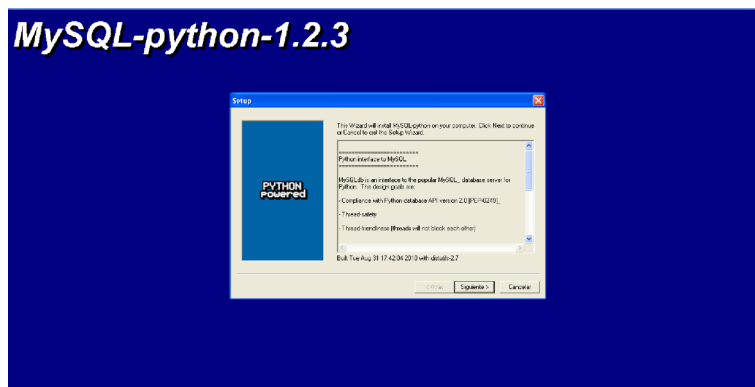 MySQL-python-1.2.3
Setup
This Wizard will install MySQL-python on your computer. Click Next to continue
or Cancel to exit the Setup Wizard.
========================
Python interface to MySQL
========================
MySQLdb is an interface to the popular MySQL_ database server for
Python. The design goals are:
- Compliance with Python database API version 2.0 [PEP-0249]_
- Thread-safety
- Thread-friendliness (threads will not block each other)
PYTHON
Powered
Built Tue Aug 31 17:42:04 2010 with distutils-2.7
< Atrás
Siguiente >
Cancelar